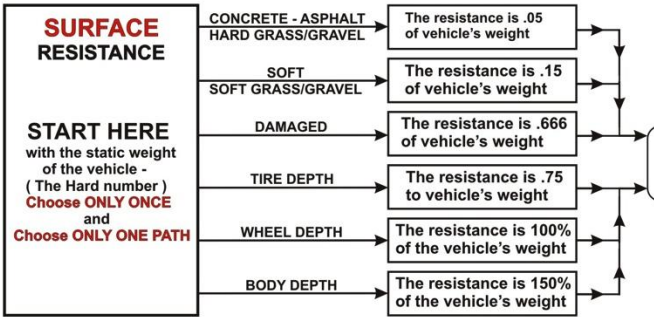 SURFACE
RESISTANCE
START HERE
with the static weight
of the vehicle -
( The Hard number )
Choose ONLY ONCE
and
Choose ONLY ONE PATH
CONCRETE - ASPHALT
HARD GRASS/GRAVEL
The resistance is .05
of vehicle's weight
SOFT
SOFT GRASS/GRAVEL
The resistance is .15
of vehicle's weight
DAMAGED
The resistance is .666
of vehicle's weight
TIRE DEPTH
The resistance is .75
to vehicle's weight
WHEEL DEPTH
The resistance is 100%
of the vehicle's weight
BODY DEPTH
The resistance is 150%
of the vehicle's weight